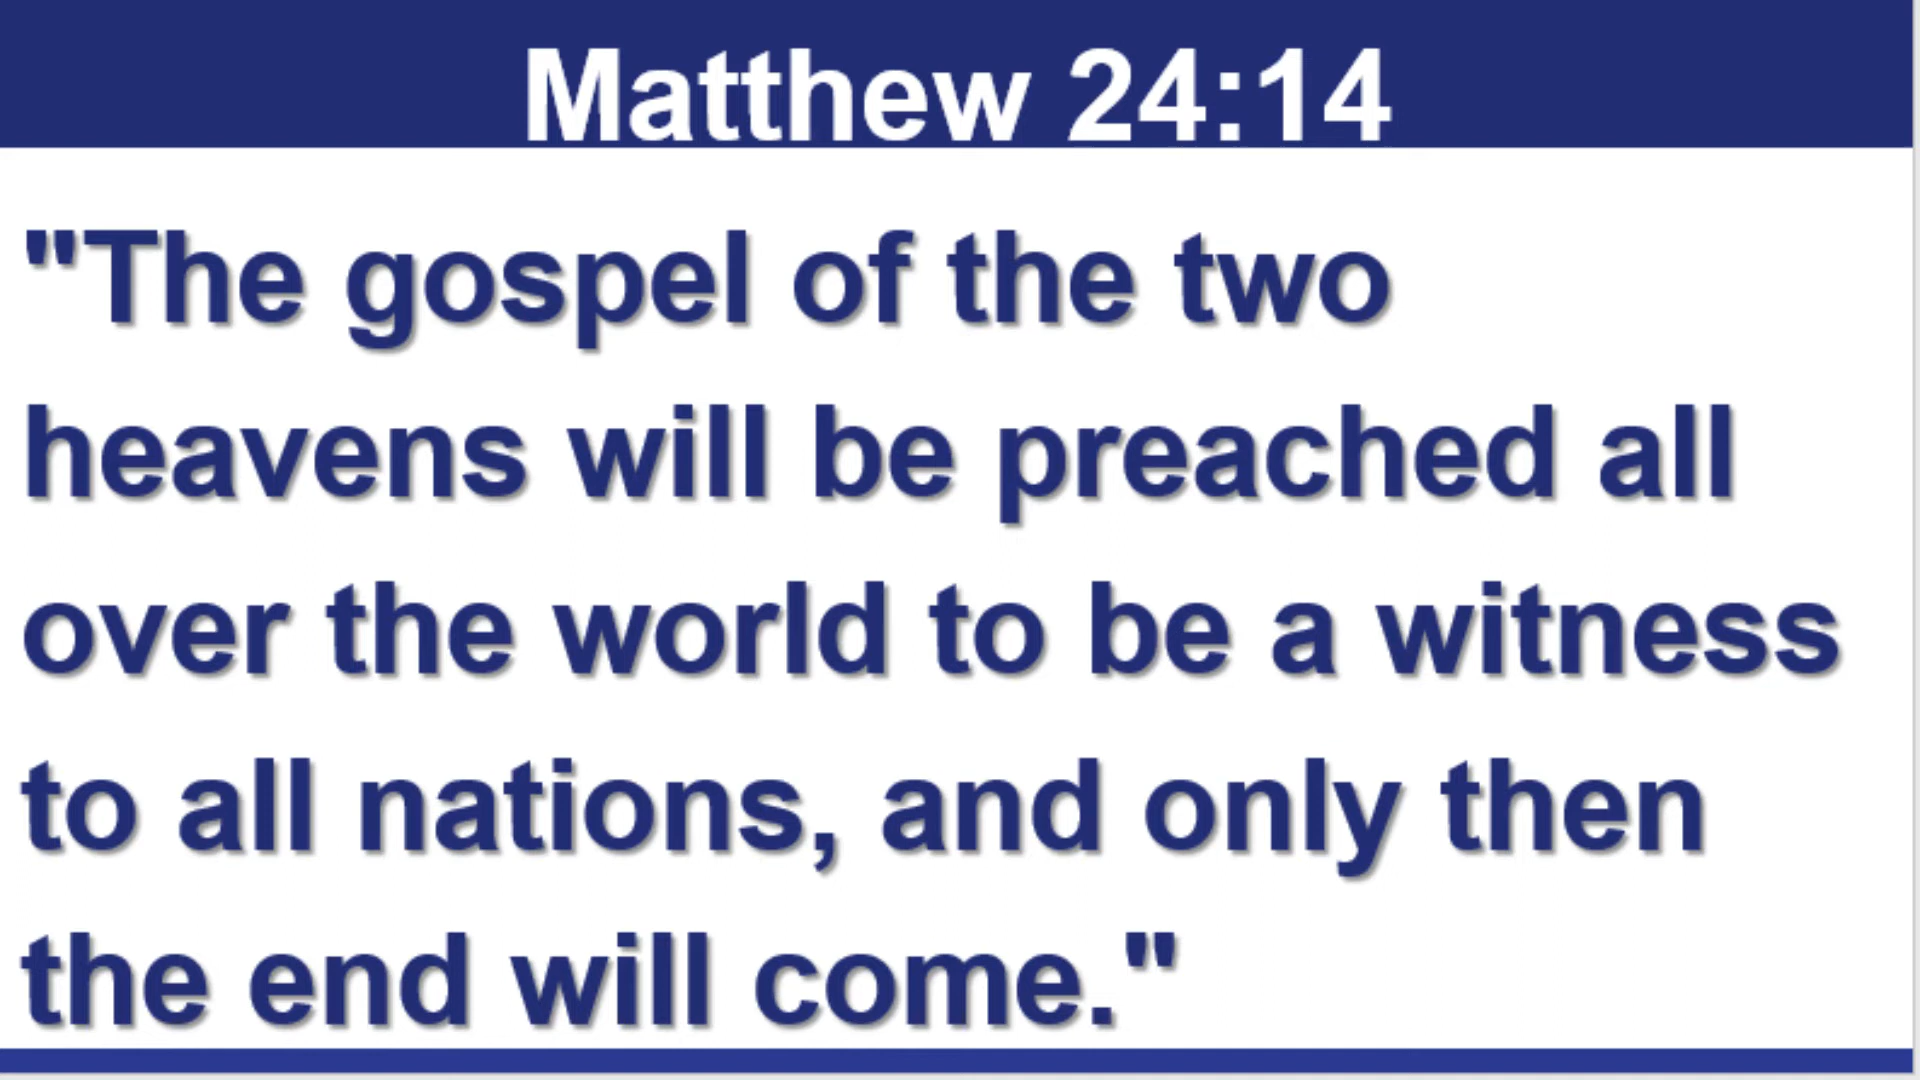 Matthew 24:14
"The gospel of the two
heavens will be preached all
over the world to be a witness
to all nations, and only then
the end will come."